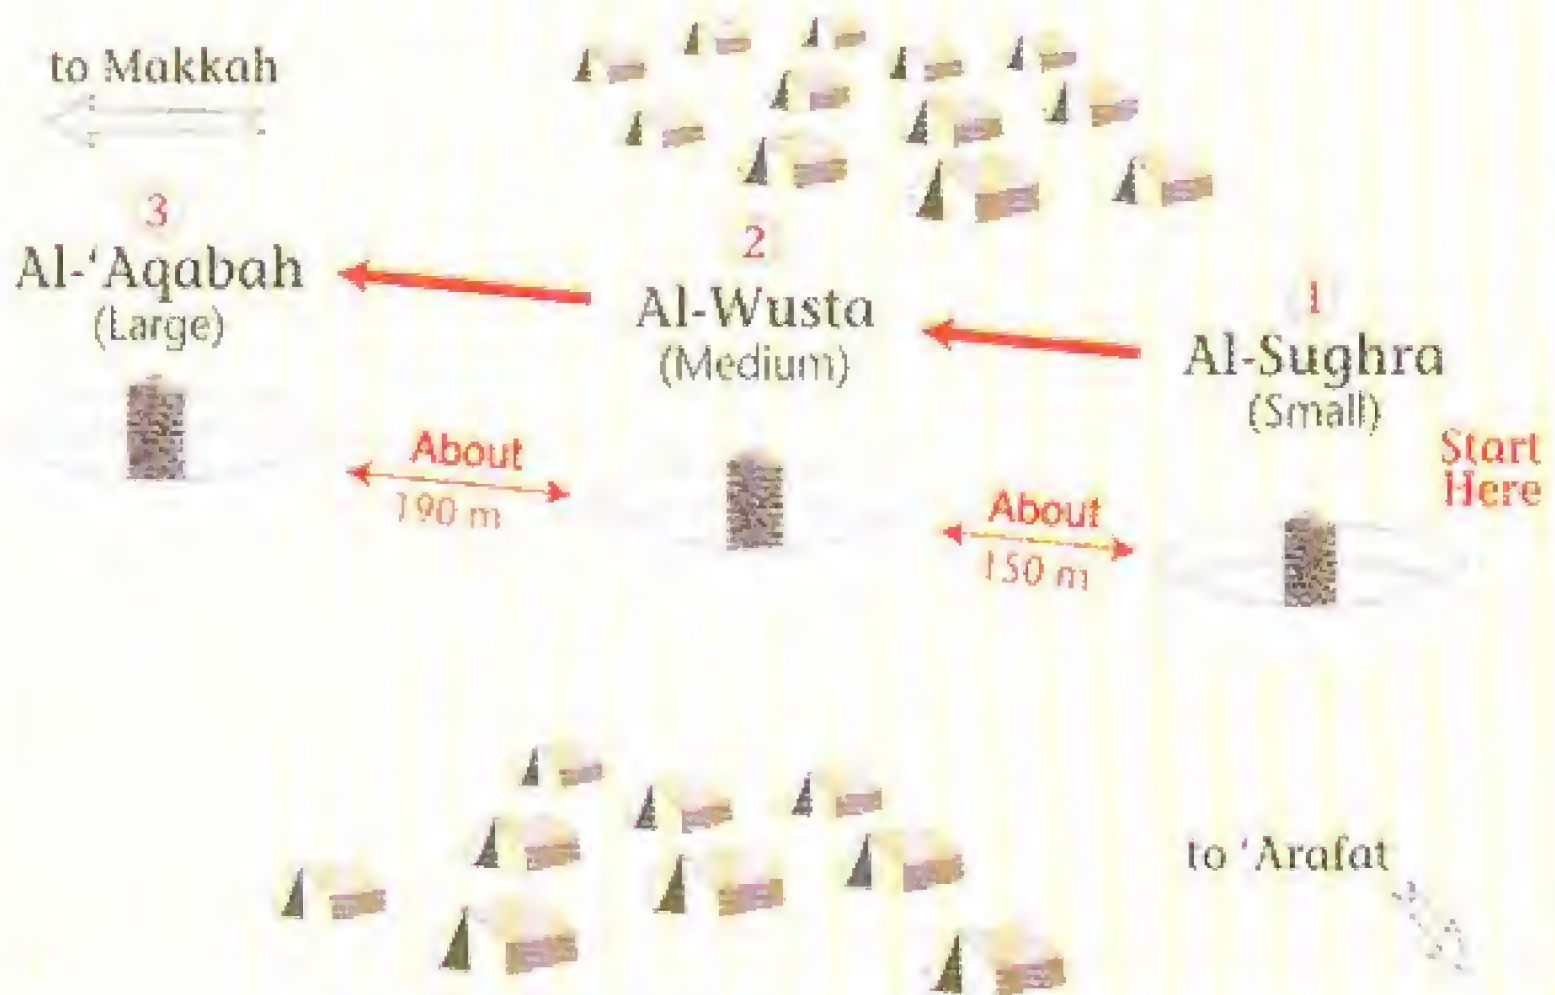 to Makkah
3
Al-‘Aqabah
(Large)
2
Al-Wusta
(Medium)
1
Al-Sughra
(Small)
Start
Here
About
190 m
About
150 m
to ‘Arafat